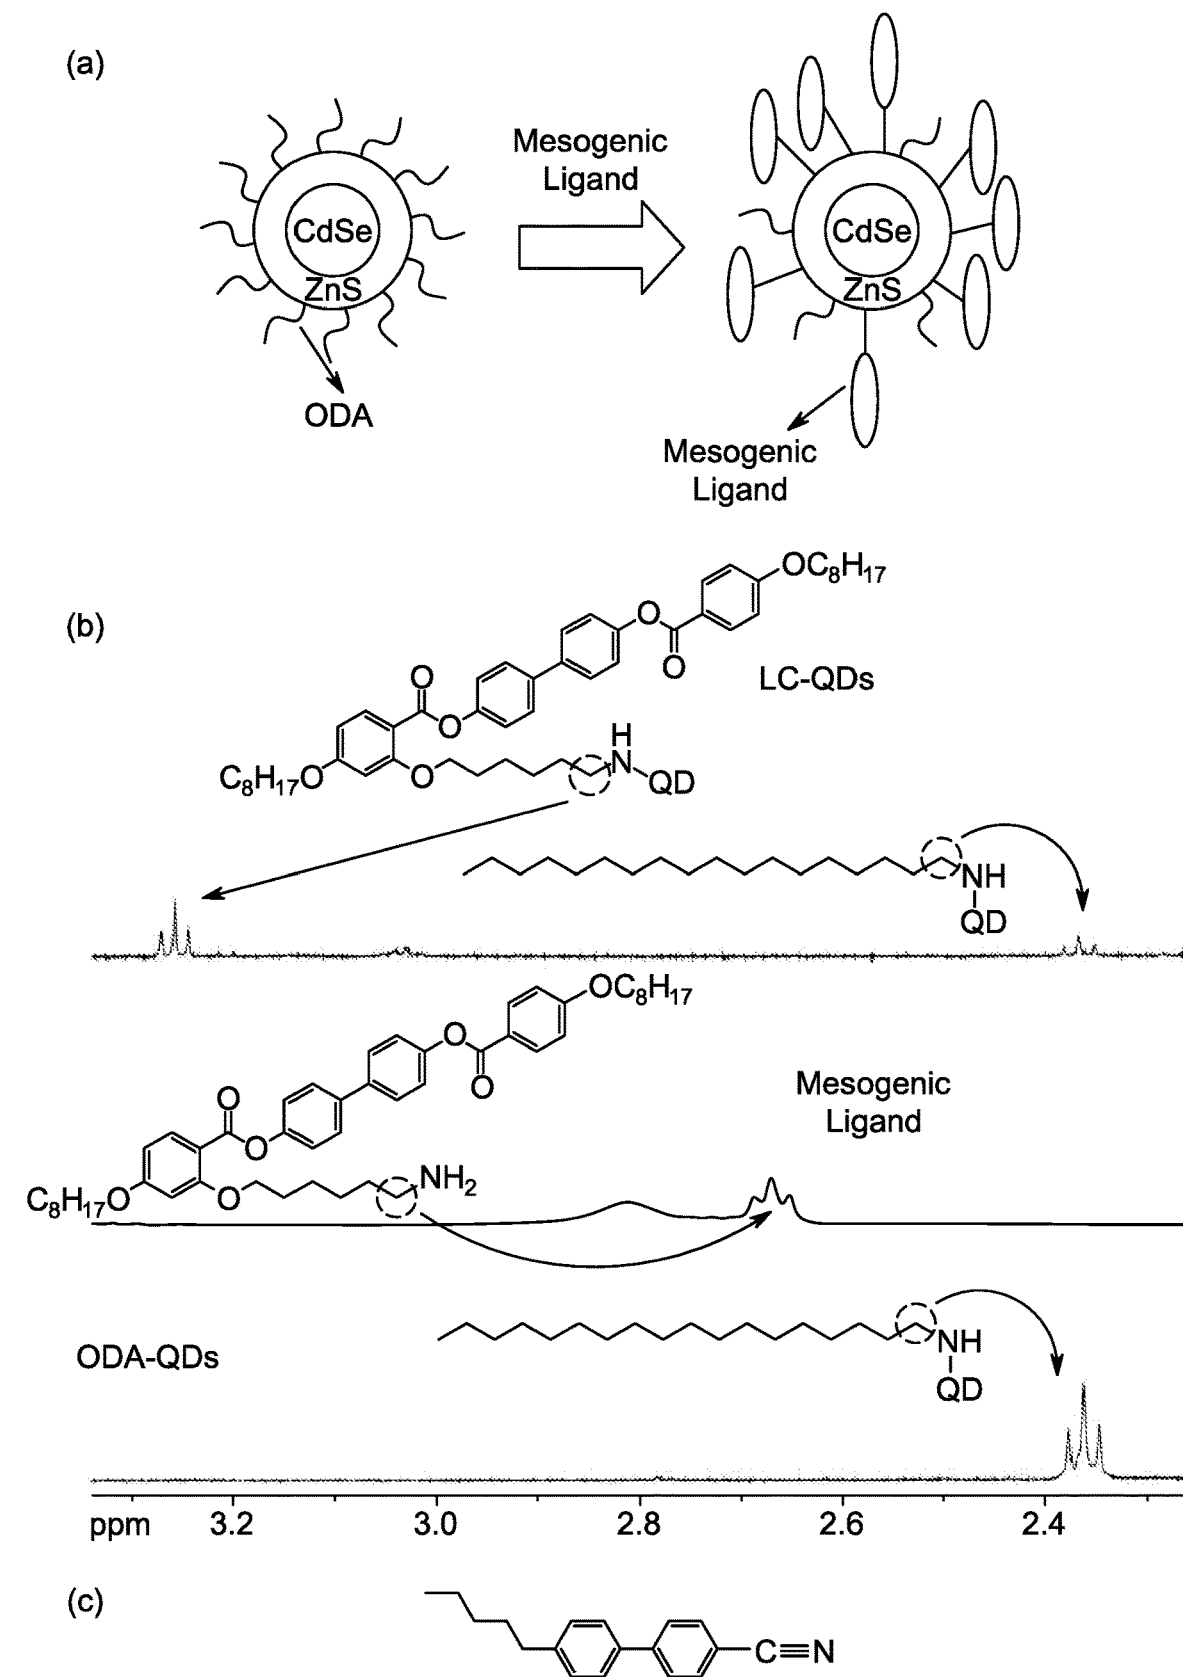 (a)
Mesogenic
Ligand
CdSe
ZnS
ODA
CdSe
ZnS
Mesogenic
Ligand
(b)
OC₈H₁₇
O
O
LC-QDs
O
O
H
N
QD
C₈H₁₇O
O
NH
QD
OC₈H₁₇
O
O
Mesogenic
Ligand
O
O
NH₂
C₈H₁₇O
O
ODA-QDs
NH
QD
ppm 3.2 3.0 2.8 2.6 2.4
(c)
C≡N